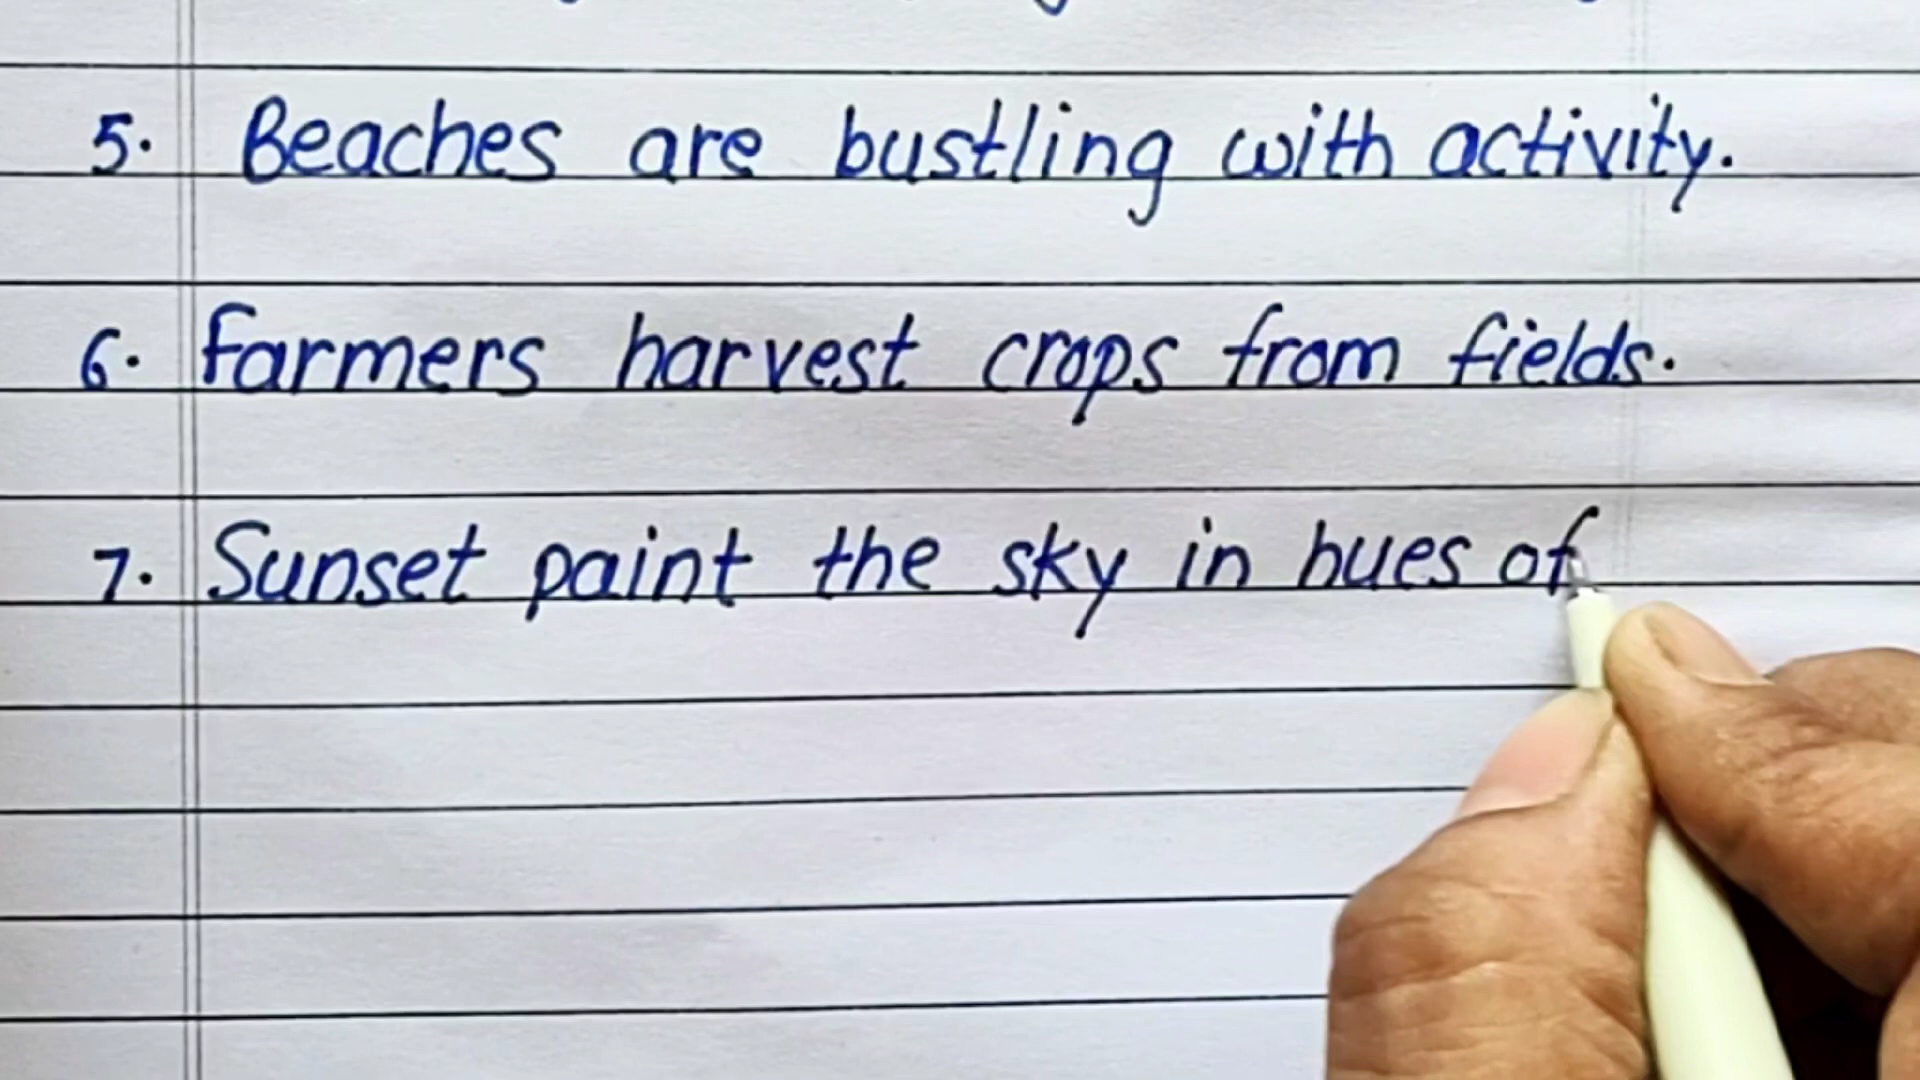 5. Beaches are bustling with activity.
6. Farmers harvest crops from fields.
7. Sunset paint the sky in hues of